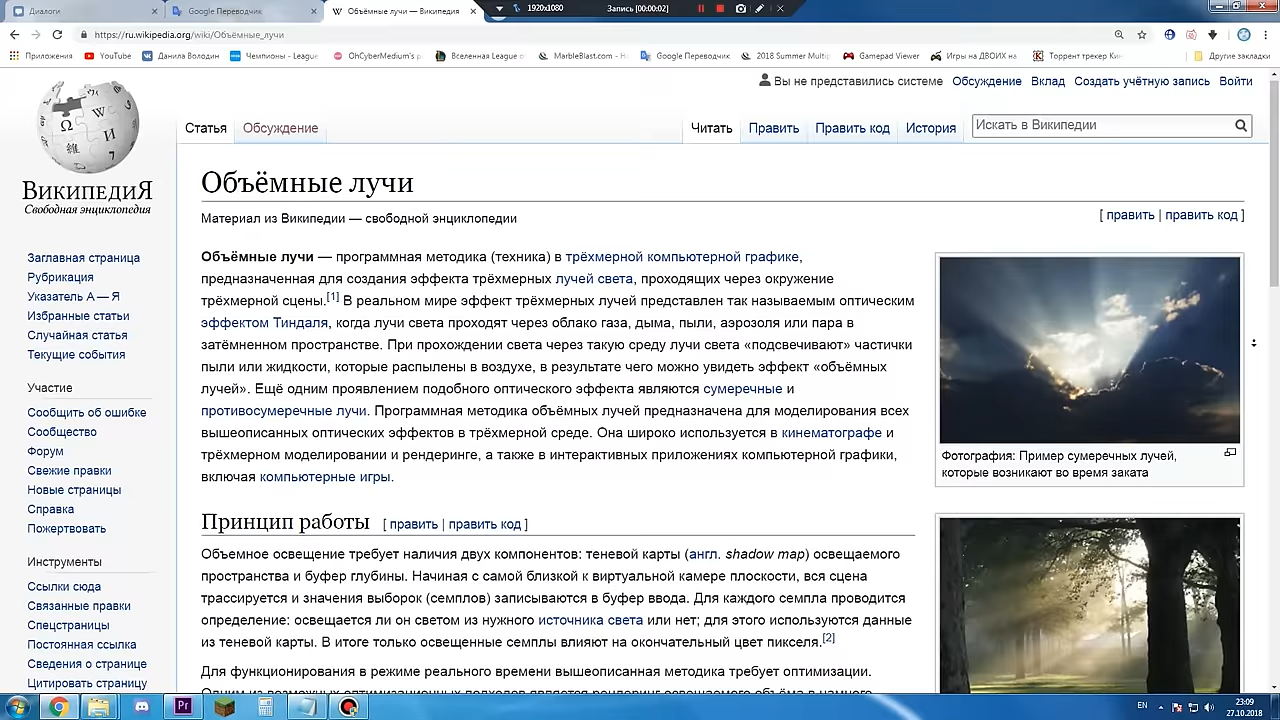 Диалоги
Google Переводчик
Объёмные лучи — Википедия
1920x1080
Запись [00:00:02]
https://ru.wikipedia.org/wiki/Объёмные_лучи
Приложения
YouTube
Данила Володин
Чемпионы - League
OhCyberMedium's p
Вселенная League o
MarbleBlast.com - H
Google Переводчик
2018 Summer Multip
Gamepad Viewer
Игры на ДВОИХ на
Торрент трекер Кин
Другие закладки
Вы не представились системе
Обсуждение
Вклад
Создать учётную запись
Войти
Статья
Обсуждение
Читать
Править
Править код
История
Искать в Википедии
ВикипедиЯ
Свободная энциклопедия
Заглавная страница
Рубрикация
Указатель А — Я
Избранные статьи
Случайная статья
Текущие события
Участие
Сообщить об ошибке
Сообщество
Форум
Свежие правки
Новые страницы
Справка
Пожертвовать
Инструменты
Ссылки сюда
Связанные правки
Спецстраницы
Постоянная ссылка
Сведения о странице
Цитировать страницу
Объёмные лучи
Материал из Википедии — свободной энциклопедии
[ править | править код ]
Объёмные лучи — программная методика (техника) в трёхмерной компьютерной графике,
предназначенная для создания эффекта трёхмерных лучей света, проходящих через окружение
трёхмерной сцены.[1] В реальном мире эффект трёхмерных лучей представлен так называемым оптическим
эффектом Тиндаля, когда лучи света проходят через облако газа, дыма, пыли, аэрозоля или пара в
затёмненном пространстве. При прохождении света через такую среду лучи света «подсвечивают» частички
пыли или жидкости, которые распылены в воздухе, в результате чего можно увидеть эффект «объёмных
лучей». Ещё одним проявлением подобного оптического эффекта являются сумеречные и
противосумеречные лучи. Программная методика объёмных лучей предназначена для моделирования всех
вышеописанных оптических эффектов в трёхмерной среде. Она широко используется в кинематографе и
трёхмерном моделировании и рендеринге, а также в интерактивных приложениях компьютерной графики,
включая компьютерные игры.
Фотография: Пример сумеречных лучей,
которые возникают во время заката
Принцип работы [ править | править код ]
Объемное освещение требует наличия двух компонентов: теневой карты (англ. shadow map) освещаемого
пространства и буфер глубины. Начиная с самой близкой к виртуальной камере плоскости, вся сцена
трассируется и значения выборок (семплов) записываются в буфер ввода. Для каждого семпла проводится
определение: освещается ли он светом из нужного источника света или нет; для этого используются данные
из теневой карты. В итоге только освещенные семплы влияют на окончательный цвет пикселя.[2]
Для функционирования в режиме реального времени вышеописанная методика требует оптимизации.
EN
23:09
27.10.2018